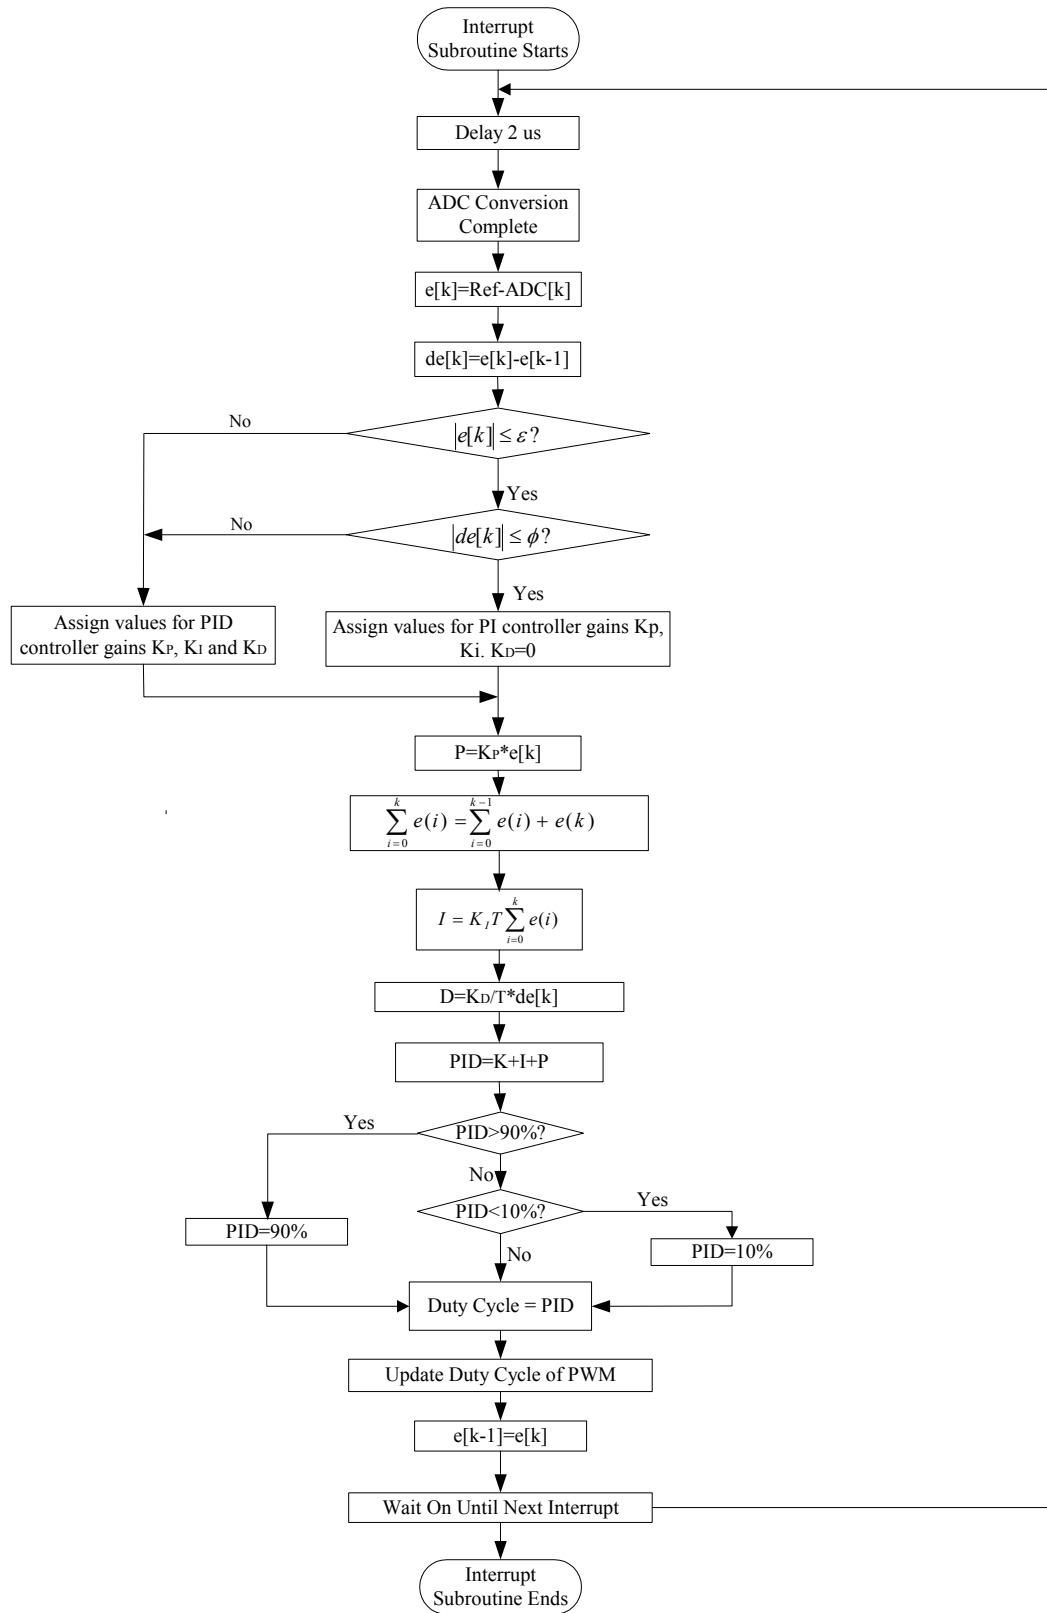 Interrupt
Subroutine Starts
Delay 2 us
ADC Conversion
Complete
e[k]=Ref-ADC[k]
de[k]=e[k]-e[k-1]
No
|e[k]| ≤ ε?
Yes
No
|de[k]| ≤ ϕ?
Yes
Assign values for PID
controller gains KP, KI and KD
Assign values for PI controller gains Kp,
Ki. KD=0
P=KP*e[k]
∑_{i=0}^{k} e(i) = ∑_{i=0}^{k-1} e(i) + e(k)
I = K_I T ∑_{i=0}^{k} e(i)
D=KD/T*de[k]
PID=K+I+P
Yes
PID>90%?
No
PID<10%?
Yes
PID=90%
No
PID=10%
Duty Cycle = PID
Update Duty Cycle of PWM
e[k-1]=e[k]
Wait On Until Next Interrupt
Interrupt
Subroutine Ends